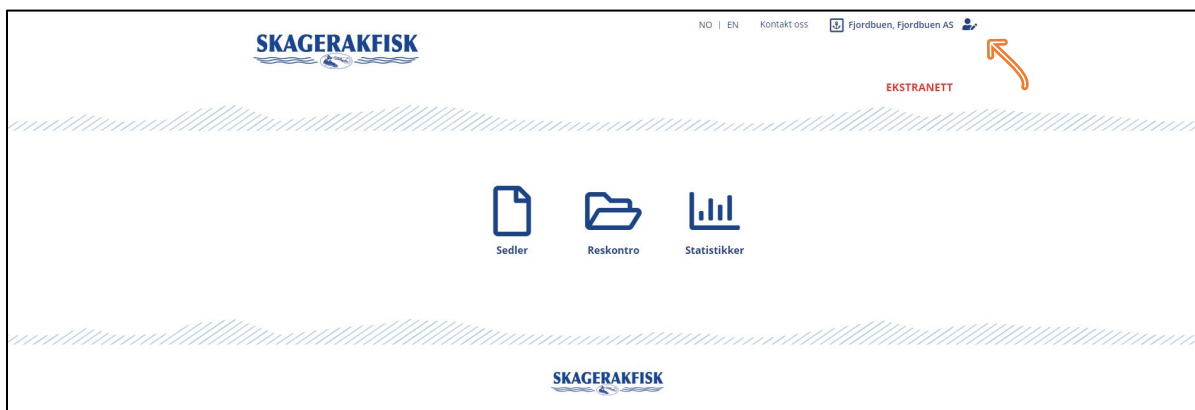 NO | EN Kontakt oss Fjordbuen, Fjordbuen AS
SKAGERAKFISK
EKSTRANETT
Sedler Reskontro Statistikker
SKAGERAKFISK